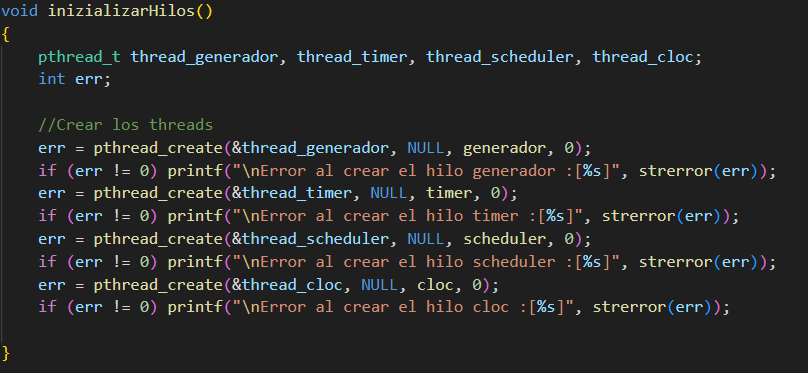 void inizializarHilos()
{
    pthread_t thread_generador, thread_timer, thread_scheduler, thread_cloc;
    int err;

    //Crear los threads
    err = pthread_create(&thread_generador, NULL, generador, 0);
    if (err != 0) printf("\nError al crear el hilo generador :[%s]", strerror(err));
    err = pthread_create(&thread_timer, NULL, timer, 0);
    if (err != 0) printf("\nError al crear el hilo timer :[%s]", strerror(err));
    err = pthread_create(&thread_scheduler, NULL, scheduler, 0);
    if (err != 0) printf("\nError al crear el hilo scheduler :[%s]", strerror(err));
    err = pthread_create(&thread_cloc, NULL, cloc, 0);
    if (err != 0) printf("\nError al crear el hilo cloc :[%s]", strerror(err));

}